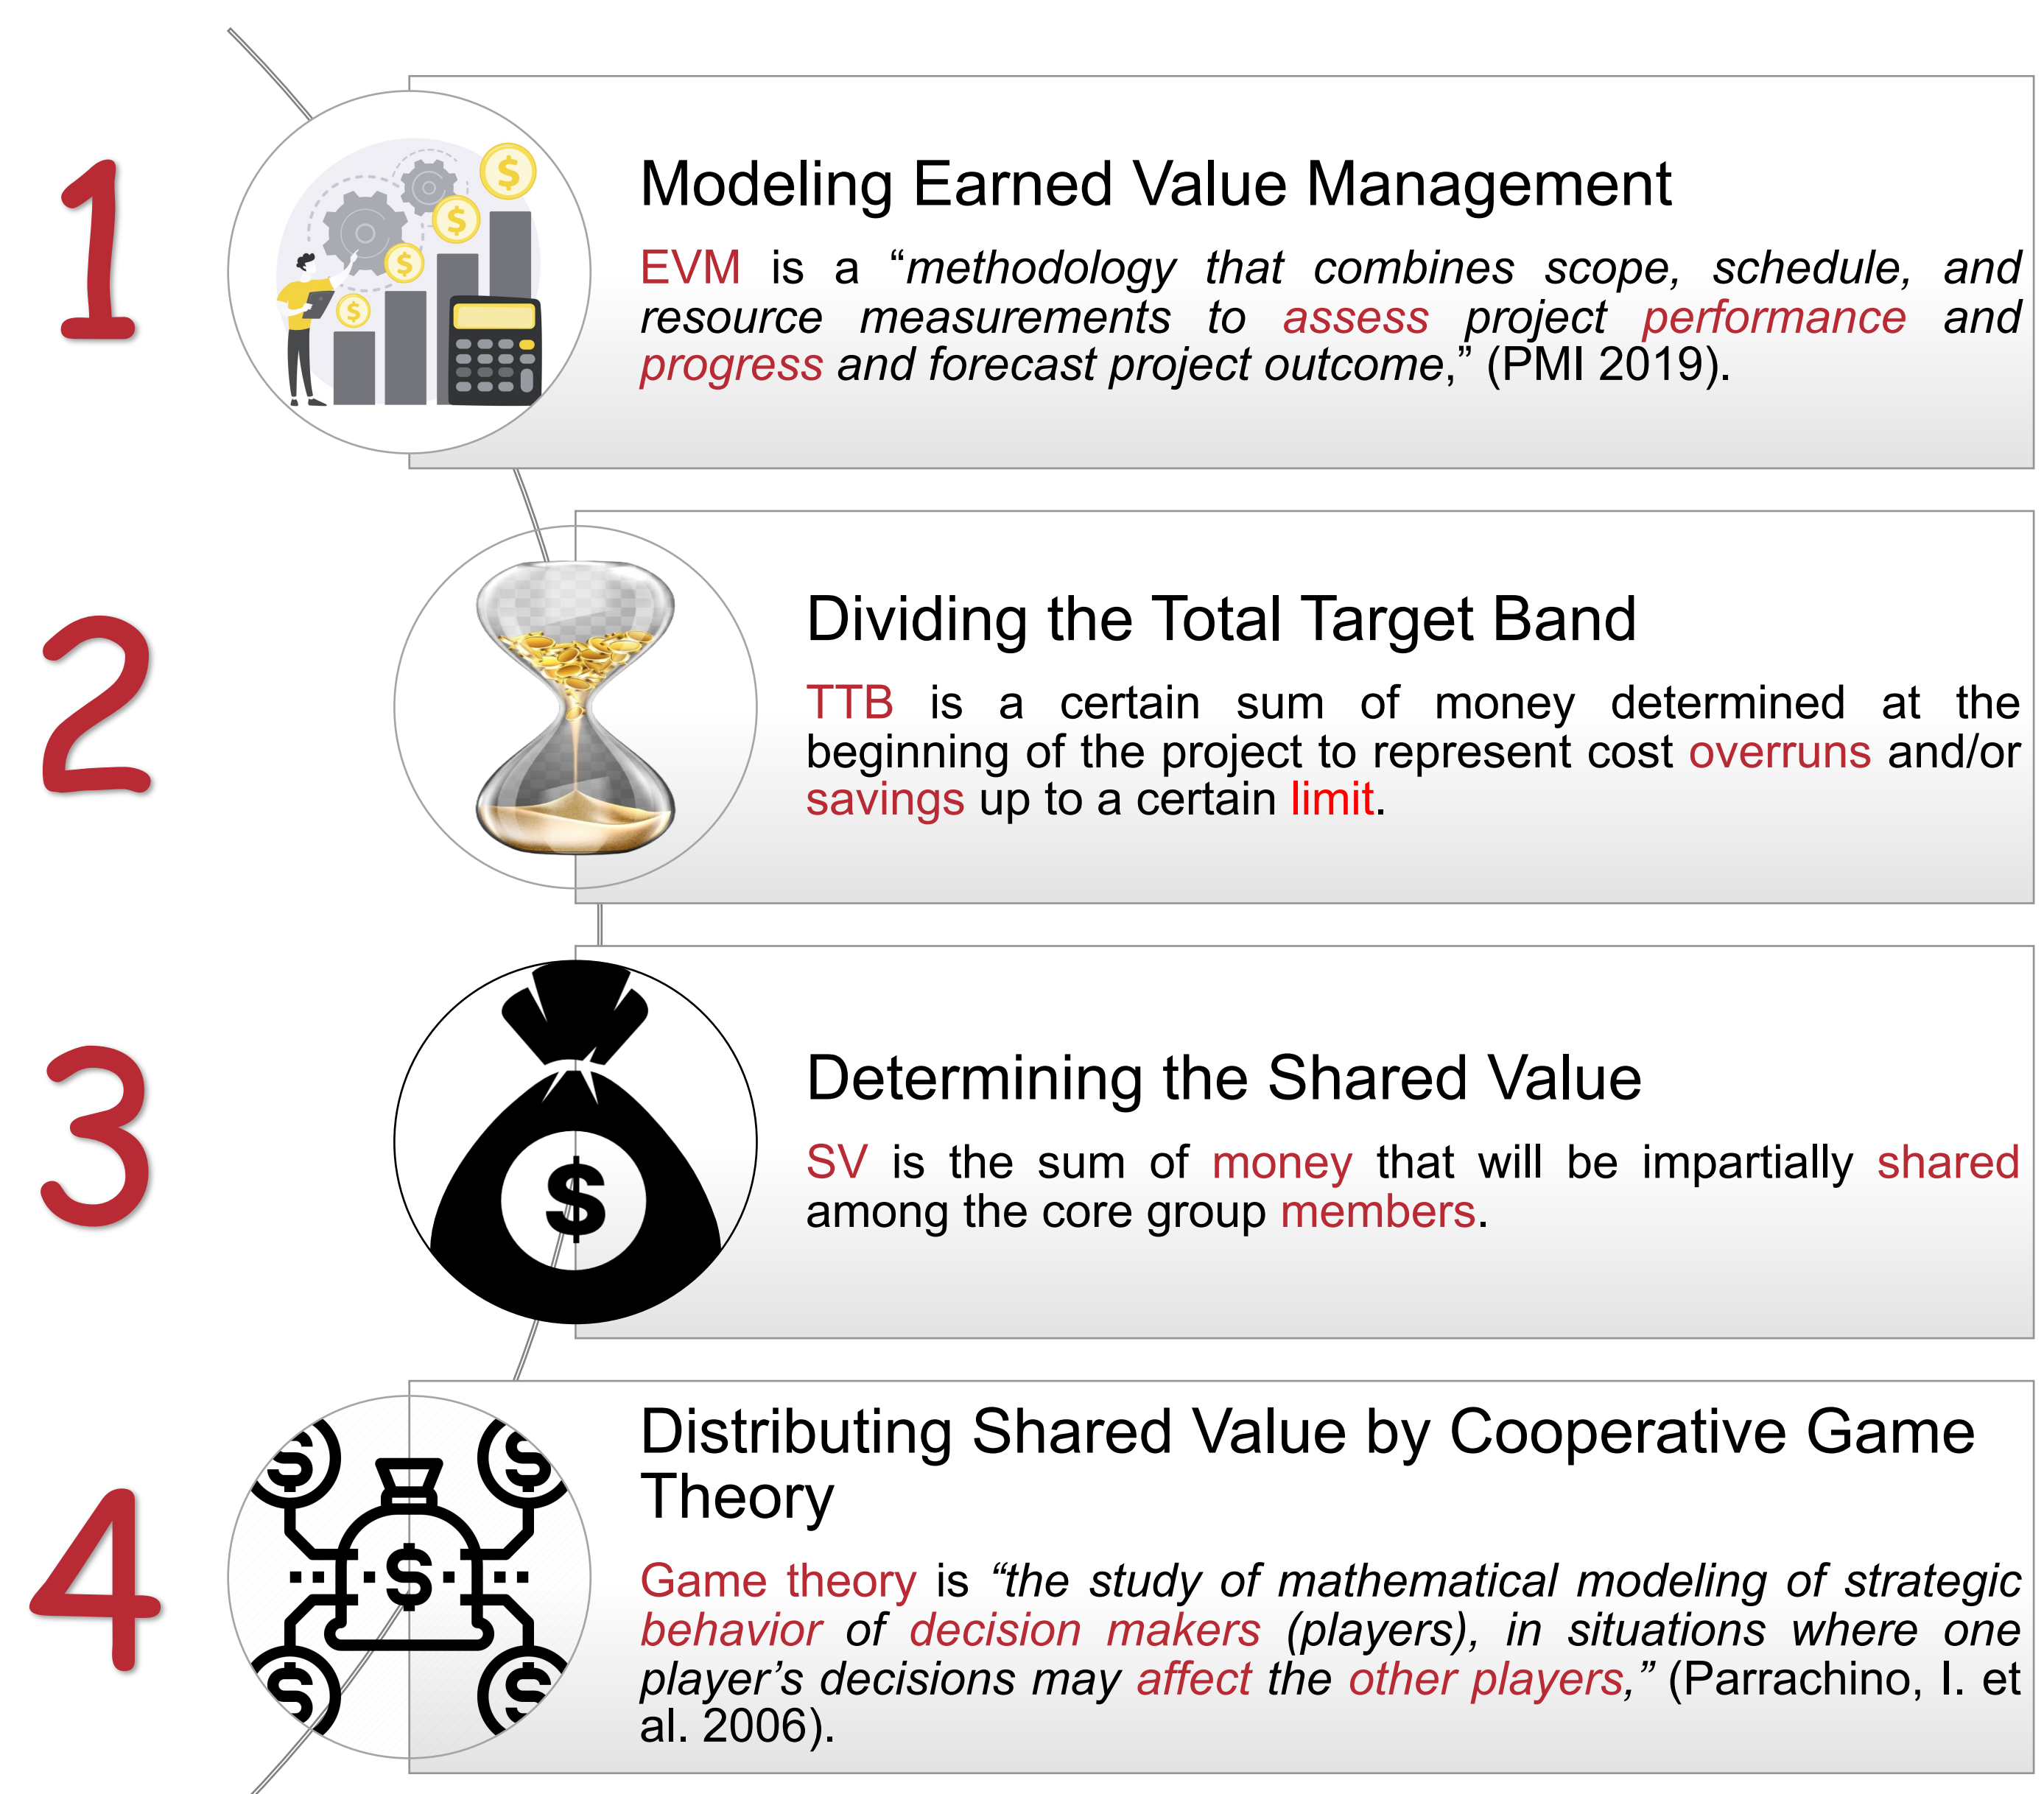 1
Modeling Earned Value Management
EVM is a “methodology that combines scope, schedule, and
resource measurements to assess project performance and
progress and forecast project outcome,” (PMI 2019).
2
Dividing the Total Target Band
TTB is a certain sum of money determined at the
beginning of the project to represent cost overruns and/or
savings up to a certain limit.
3
Determining the Shared Value
SV is the sum of money that will be impartially shared
among the core group members.
4
Distributing Shared Value by Cooperative Game
Theory
Game theory is “the study of mathematical modeling of strategic
behavior of decision makers (players), in situations where one
player’s decisions may affect the other players,” (Parrachino, I. et
al. 2006).